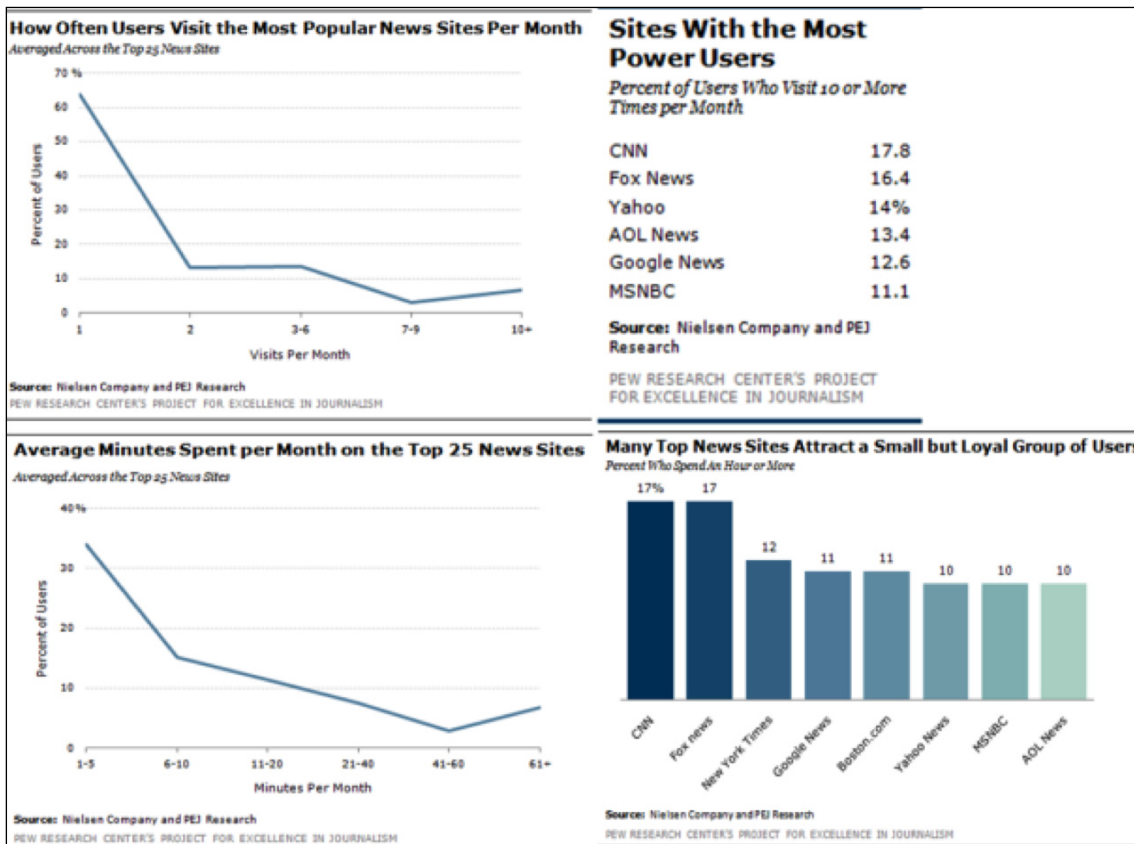 How Often Users Visit the Most Popular News Sites Per Month
Averaged Across the Top 25 News Sites
70 %
60
50
40
30
20
10
0
Percent of Users
1 2 3-6 7-9 10+
Visits Per Month
Source: Nielsen Company and PEJ Research
PEW RESEARCH CENTER'S PROJECT FOR EXCELLENCE IN JOURNALISM
Sites With the Most
Power Users
Percent of Users Who Visit 10 or More
Times per Month
CNN 17.8
Fox News 16.4
Yahoo 14%
AOL News 13.4
Google News 12.6
MSNBC 11.1
Source: Nielsen Company and PEJ
Research
PEW RESEARCH CENTER'S PROJECT
FOR EXCELLENCE IN JOURNALISM
Average Minutes Spent per Month on the Top 25 News Sites
Averaged Across the Top 25 News Sites
40%
30
20
10
0
Percent of Users
1-5 6-10 11-20 21-40 41-60 61+
Minutes Per Month
Source: Nielsen Company and PEJ Research
PEW RESEARCH CENTER'S PROJECT FOR EXCELLENCE IN JOURNALISM
Many Top News Sites Attract a Small but Loyal Group of Users
Percent Who Spend An Hour or More
17% 17 12 11 11 10 10 10
CNN
Fox news
New York Times
Google News
Boston.com
Yahoo News
MSNBC
AOL News
Source: Nielsen Company and PEJ Research
PEW RESEARCH CENTER'S PROJECT FOR EXCELLENCE IN JOURNALISM